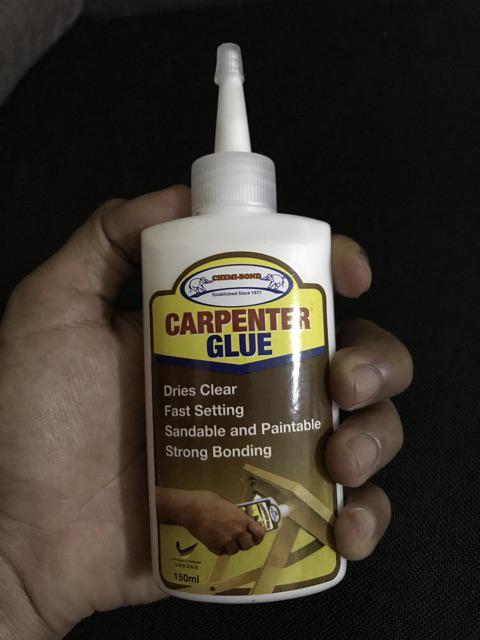 CHEMI-BOND
Established Since 1977
CARPENTER
GLUE
Dries Clear
Fast Setting
Sandable and Paintable
Strong Bonding
150ml